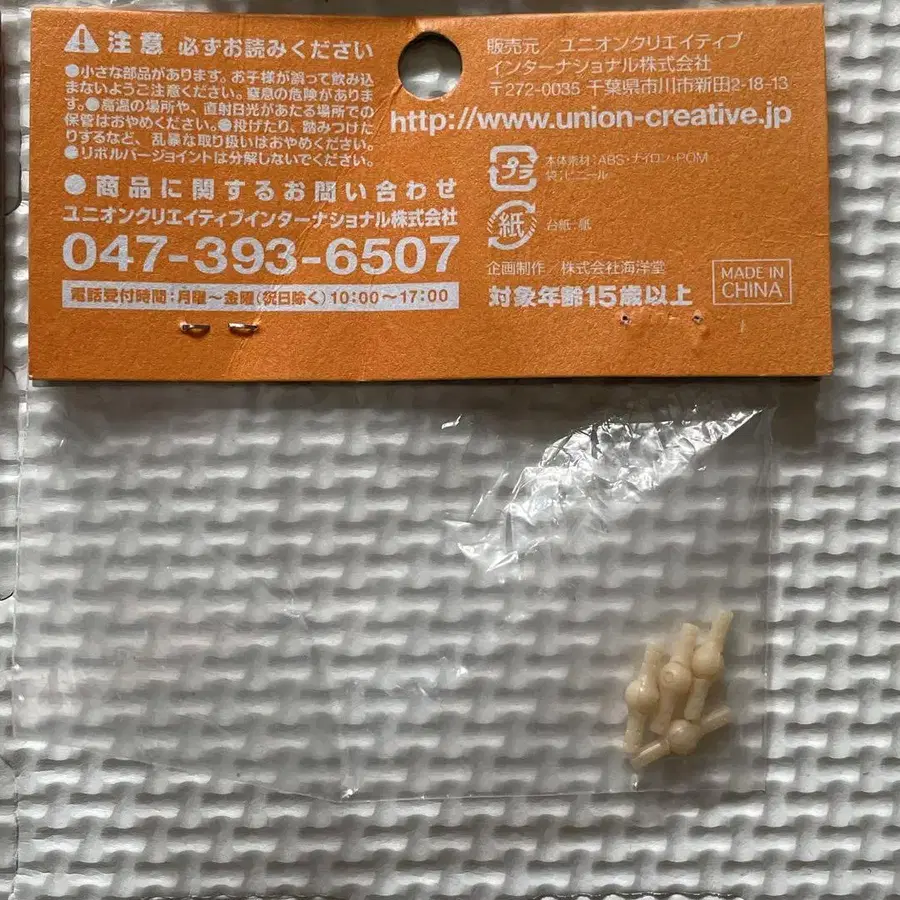 注意 必ずお読みください
●小さな部品があります。お子様が誤って飲み込
まないようご注意ください。窒息の危険がありま
す。●高温の場所や、直射日光があたる場所での
保管はおやめください。●投げたり、踏みつけた
りするなど、乱暴な取り扱いはおやめください。
●リボルバージョイントは分解しないでください。
●商品に関するお問い合わせ
ユニオンクリエイティブインターナショナル株式会社
047-393-6507
電話受付時間:月曜〜金曜(祝日除く)10:00〜17:00
販売元/ユニオンクリエイティブ
インターナショナル株式会社
〒272-0035 千葉県市川市新田2-18-13
http://www.union-creative.jp
プラ
本体素材:ABS・ナイロン・POM
袋:ビニール
紙
台紙:紙
企画制作/株式会社海洋堂
対象年齢15歳以上
MADE IN
CHINA